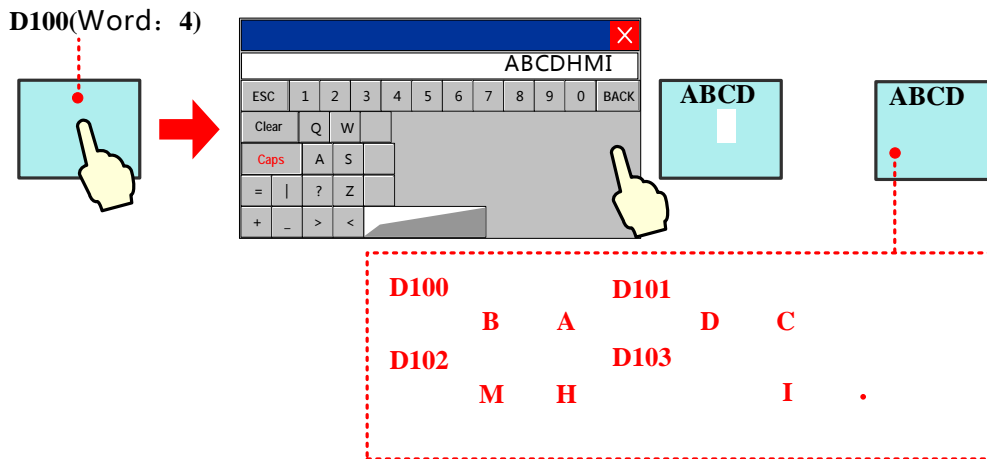 D100(Word：4)
ABCDHMI
ESC 1 2 3 4 5 6 7 8 9 0 BACK
Clear Q W
Caps A S
= | ? Z
+ _ > <
ABCD
ABCD
D100 D101
B A D C
D102 D103
M H I .